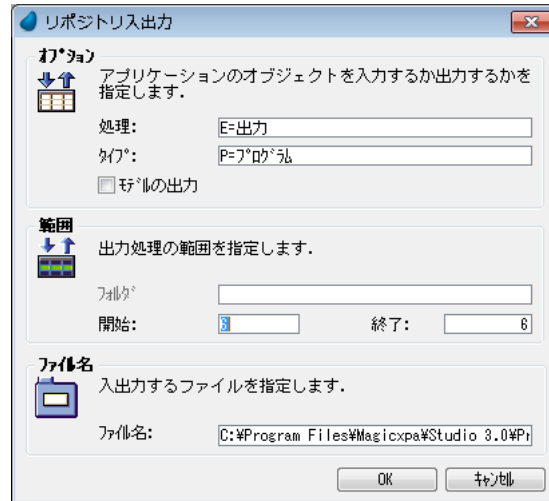 リポジトリ入出力
ｵﾌﾟｼｮﾝ
アプリケーションのオブジェクトを入力するか出力するかを
指定します.
処理: E=出力
ﾀｲﾌﾟ: P=ﾌﾟﾛｸﾞﾗﾑ
ﾓﾃﾞﾙの出力
範囲
出力処理の範囲を指定します.
ﾌｫﾙﾀﾞ
開始: 3 終了: 6
ﾌｧｲﾙ名
入出力するファイルを指定します.
ﾌｧｲﾙ名: C:¥Program Files¥Magicxpa¥Studio 3.0¥Pr
OK ｷｬﾝｾﾙ